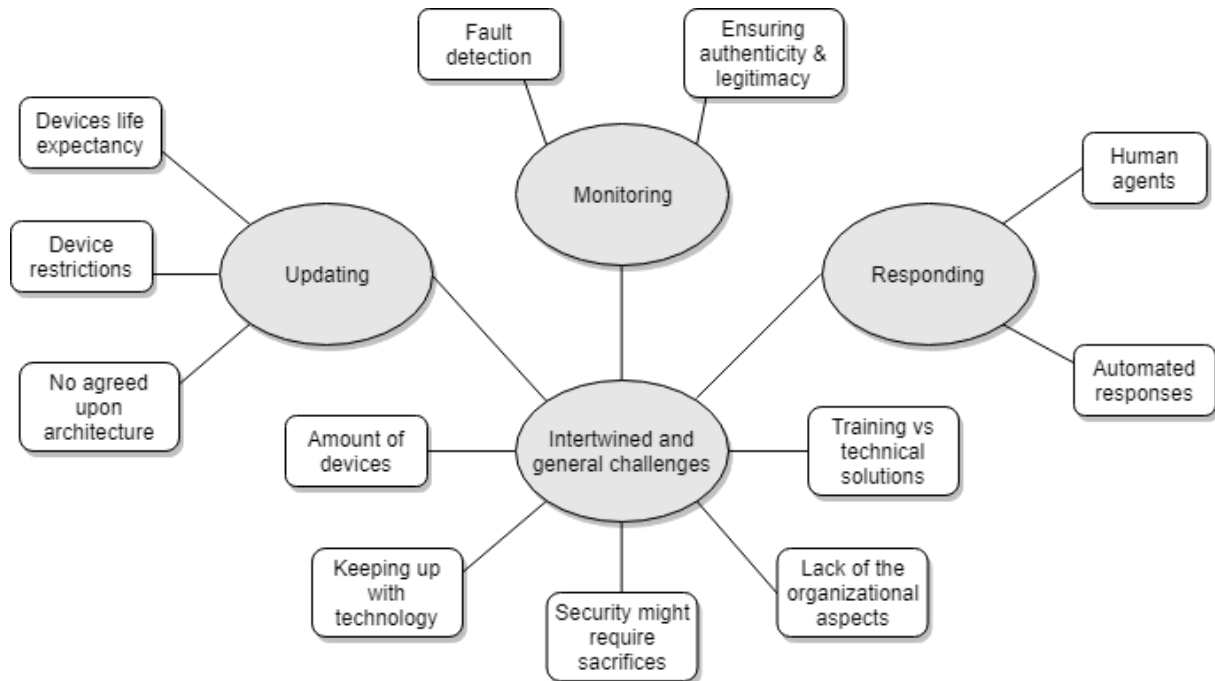 Fault
detection
Ensuring
authenticity &
legitimacy
Devices life
expectancy
Human
agents
Monitoring
Device
restrictions
Updating
Responding
No agreed
upon
architecture
Automated
responses
Amount of
devices
Intertwined and
general challenges
Training vs
technical
solutions
Keeping up
with
technology
Security might
require
sacrifices
Lack of the
organizational
aspects